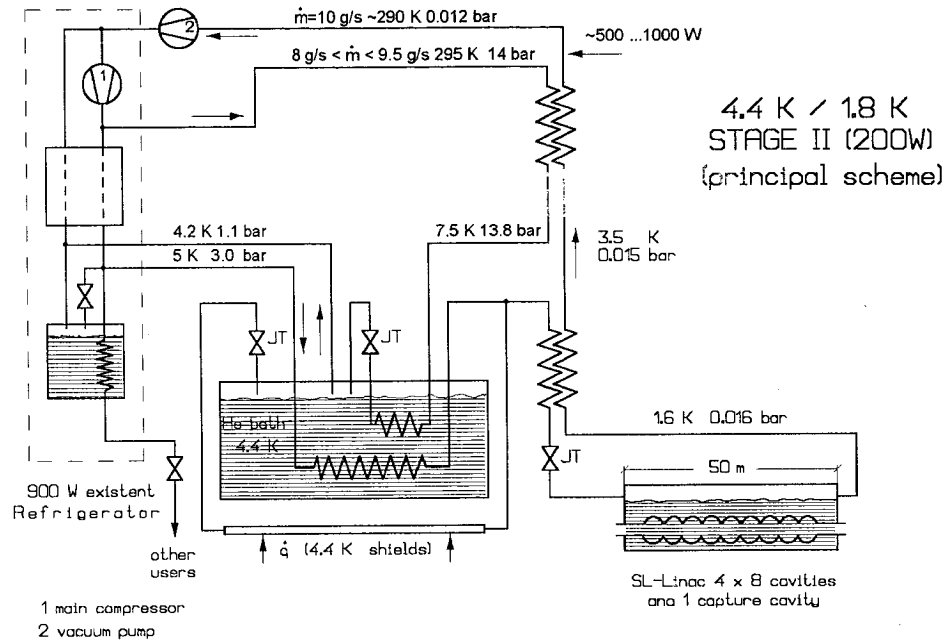 ṁ=10 g/s ~290 K 0.012 bar
2
~500 ...1000 W
8 g/s < ṁ < 9.5 g/s 295 K 14 bar
1
4.4 K / 1.8 K
STAGE II (200W)
(principal scheme)
4.2 K 1.1 bar
7.5 K 13.8 bar
3.5 K
0.015 bar
5 K 3.0 bar
JT
JT
He bath
4.4 K
1.6 K 0.016 bar
JT
50 m
900 W existent
Refrigerator
q̇ (4.4 K shields)
other
users
SL-Linac 4 x 8 cavities
ana 1 capture cavity
1 main compressor
2 vacuum pump